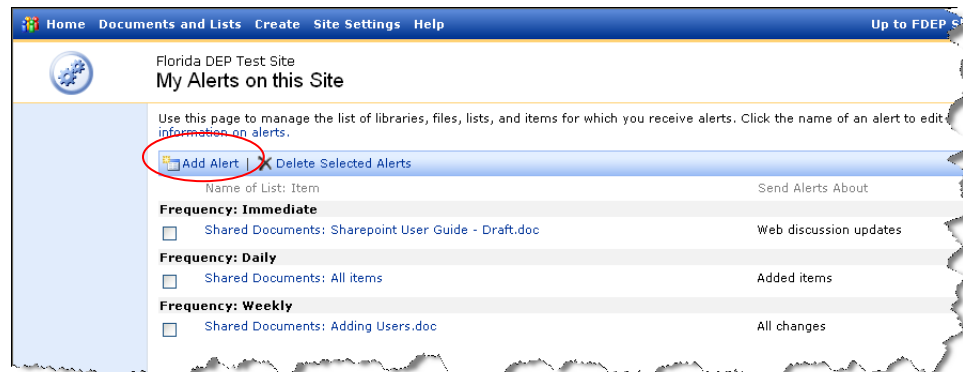 Home Documents and Lists Create Site Settings Help Up to FDEP
Florida DEP Test Site
My Alerts on this Site
Use this page to manage the list of libraries, files, lists, and items for which you receive alerts. Click the name of an alert to edit
information on alerts.
Add Alert | Delete Selected Alerts
Name of List: Item Send Alerts About
Frequency: Immediate
Shared Documents: Sharepoint User Guide - Draft.doc Web discussion updates
Frequency: Daily
Shared Documents: All items Added items
Frequency: Weekly
Shared Documents: Adding Users.doc All changes